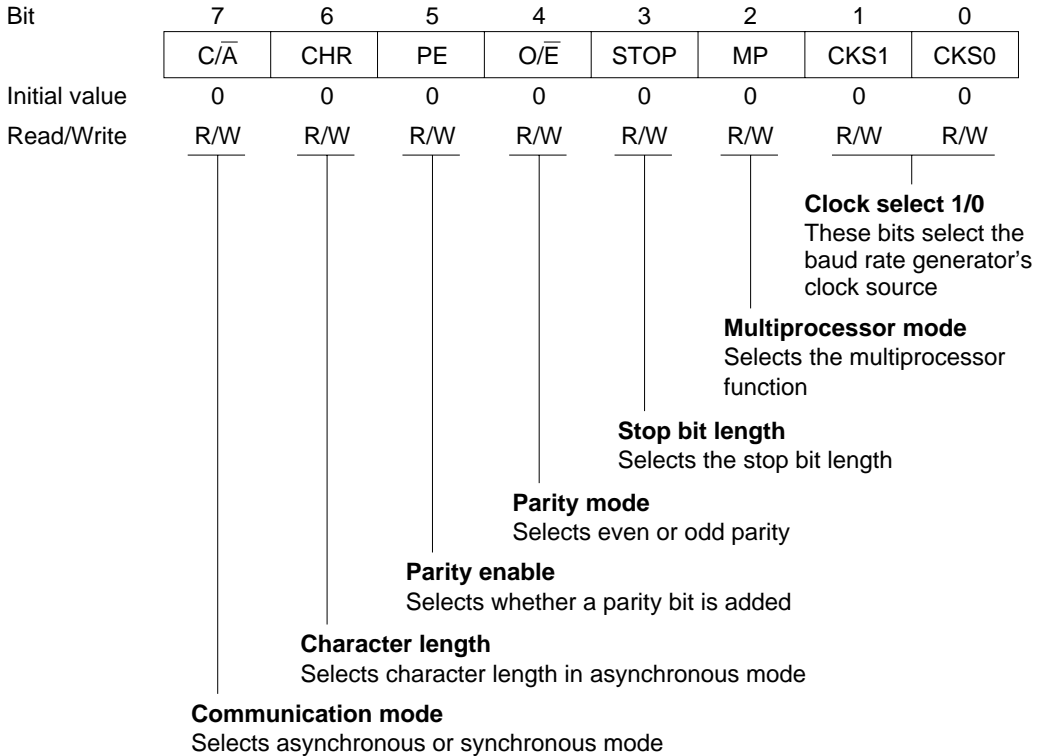 Bit 7 6 5 4 3 2 1 0
C/A̅ CHR PE O/E̅ STOP MP CKS1 CKS0
Initial value 0 0 0 0 0 0 0 0
Read/Write R/W R/W R/W R/W R/W R/W R/W R/W
Clock select 1/0
These bits select the
baud rate generator's
clock source
Multiprocessor mode
Selects the multiprocessor
function
Stop bit length
Selects the stop bit length
Parity mode
Selects even or odd parity
Parity enable
Selects whether a parity bit is added
Character length
Selects character length in asynchronous mode
Communication mode
Selects asynchronous or synchronous mode